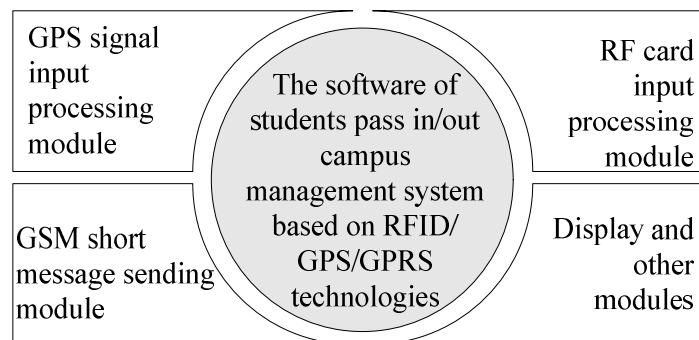 GPS signal
input
processing
module
RF card
input
processing
module
The software of
students pass in/out
campus
management system
based on RFID/
GPS/GPRS
technologies
GSM short
message sending
module
Display and
other
modules